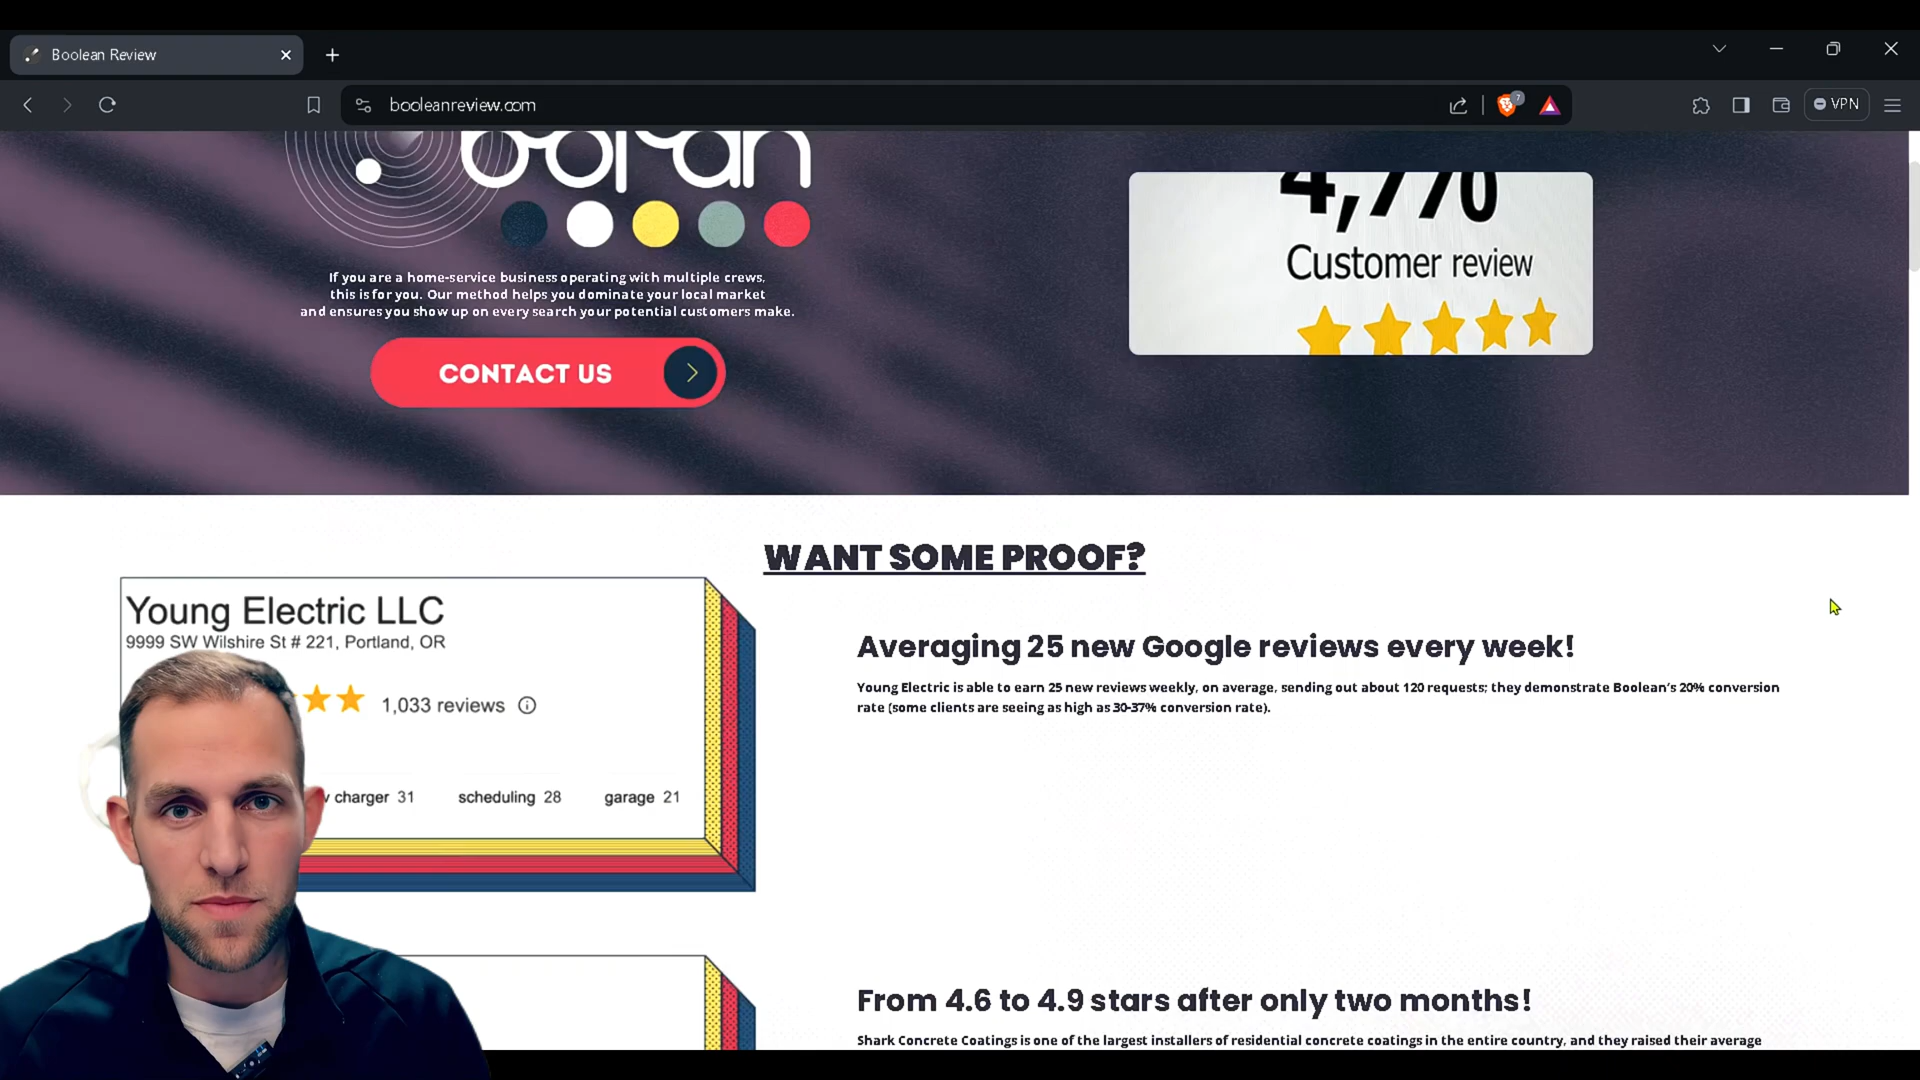 Boolean Review
booleanreview.com
7
VPN
boolean
4,770
Customer review
If you are a home-service business operating with multiple crews,
this is for you. Our method helps you dominate your local market
and ensures you show up on every search your potential customers make.
CONTACT US
WANT SOME PROOF?
Young Electric LLC
9999 SW Wilshire St # 221, Portland, OR
1,033 reviews
charger 31
scheduling 28
garage 21
Averaging 25 new Google reviews every week!
Young Electric is able to earn 25 new reviews weekly, on average, sending out about 120 requests; they demonstrate Boolean's 20% conversion
rate (some clients are seeing as high as 30-37% conversion rate).
From 4.6 to 4.9 stars after only two months!
Shark Concrete Coatings is one of the largest installers of residential concrete coatings in the entire country, and they raised their average